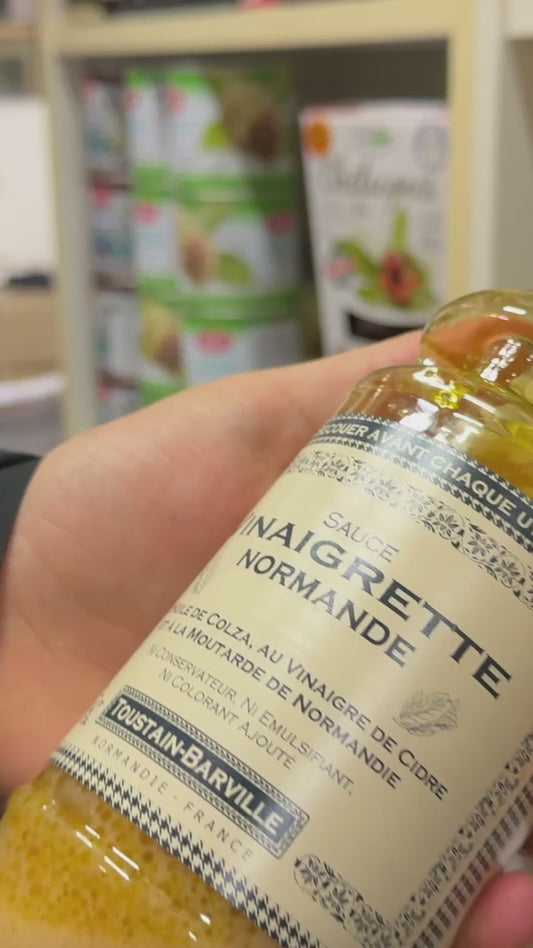 SECOUER AVANT CHAQUE U
SAUCE
VINAIGRETTE
NORMANDE
HUILE DE COLZA, AU VINAIGRE DE CIDRE
ET À LA MOUTARDE DE NORMANDIE
NI CONSERVATEUR, NI EMULSIFIANT,
NI COLORANT AJOUTÉ
TOUSTAIN-BARVILLE
NORMANDIE - FRANCE